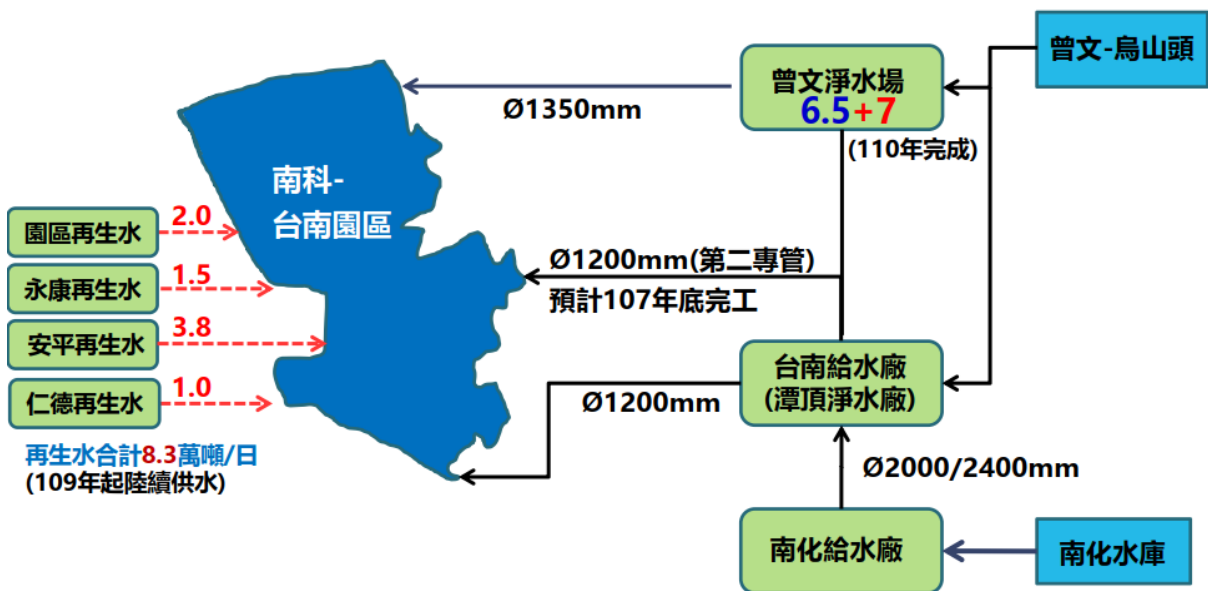 曾文-烏山頭
曾文淨水場
6.5+7
(110年完成)
Ø1350mm
南科-
台南園區
園區再生水
2.0
永康再生水
1.5
安平再生水
3.8
仁德再生水
1.0
再生水合計8.3萬噸/日
(109年起陸續供水)
Ø1200mm(第二專管)
預計107年底完工
台南給水廠
(潭頂淨水廠)
Ø1200mm
Ø2000/2400mm
南化給水廠
南化水庫